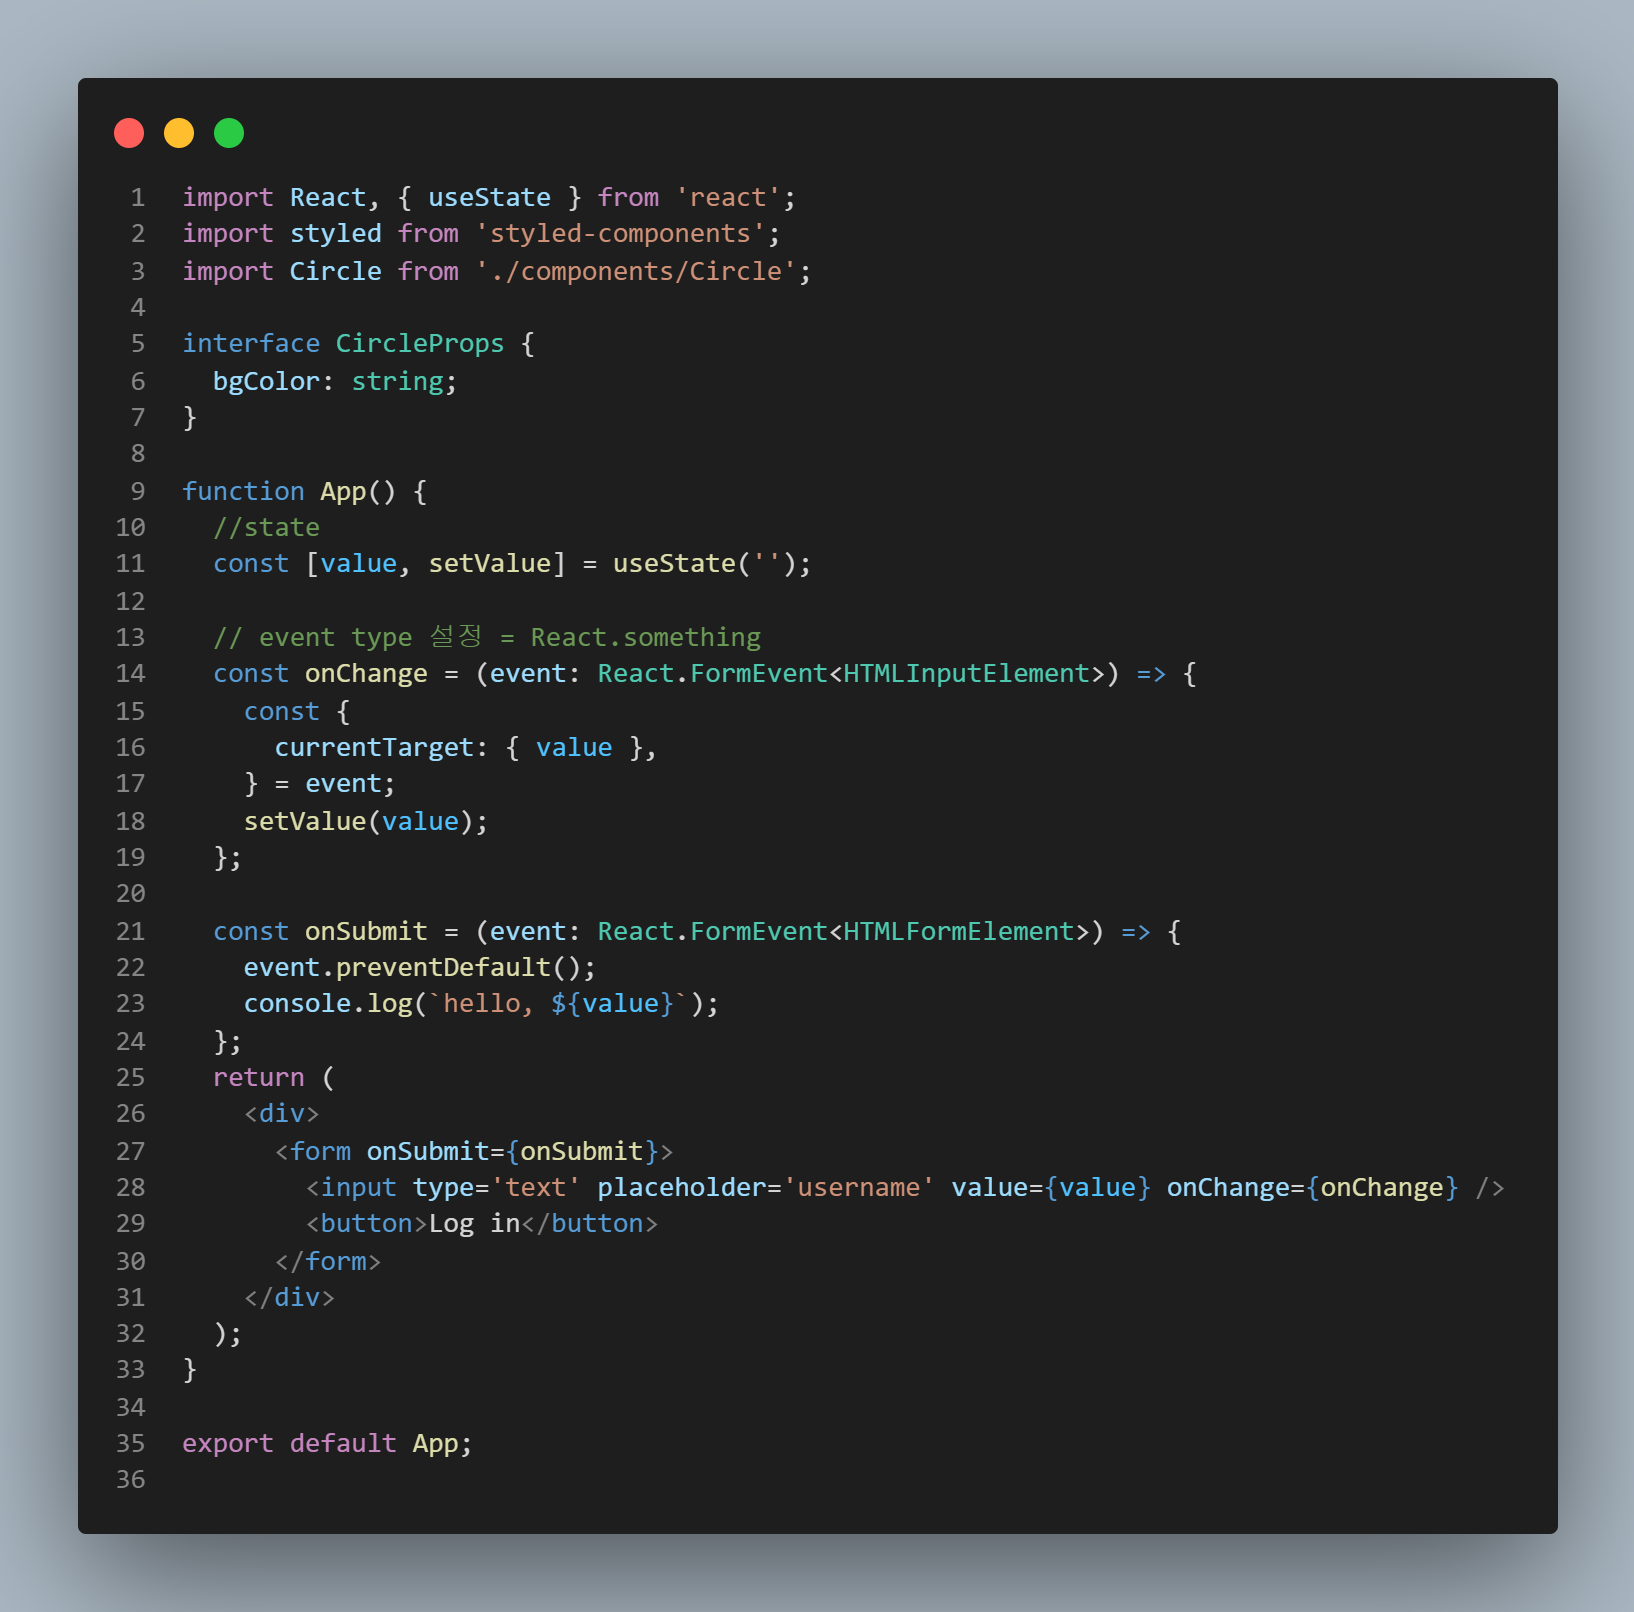 1 import React, { useState } from 'react';
2 import styled from 'styled-components';
3 import Circle from './components/Circle';
4
5 interface CircleProps {
6   bgColor: string;
7 }
8
9 function App() {
10   //state
11   const [value, setValue] = useState('');
12
13   // event type 설정 = React.something
14   const onChange = (event: React.FormEvent<HTMLInputElement>) => {
15     const {
16       currentTarget: { value },
17     } = event;
18     setValue(value);
19   };
20
21   const onSubmit = (event: React.FormEvent<HTMLFormElement>) => {
22     event.preventDefault();
23     console.log(`hello, ${value}`);
24   };
25   return (
26     <div>
27       <form onSubmit={onSubmit}>
28         <input type='text' placeholder='username' value={value} onChange={onChange} />
29         <button>Log in</button>
30       </form>
31     </div>
32   );
33 }
34
35 export default App;
36